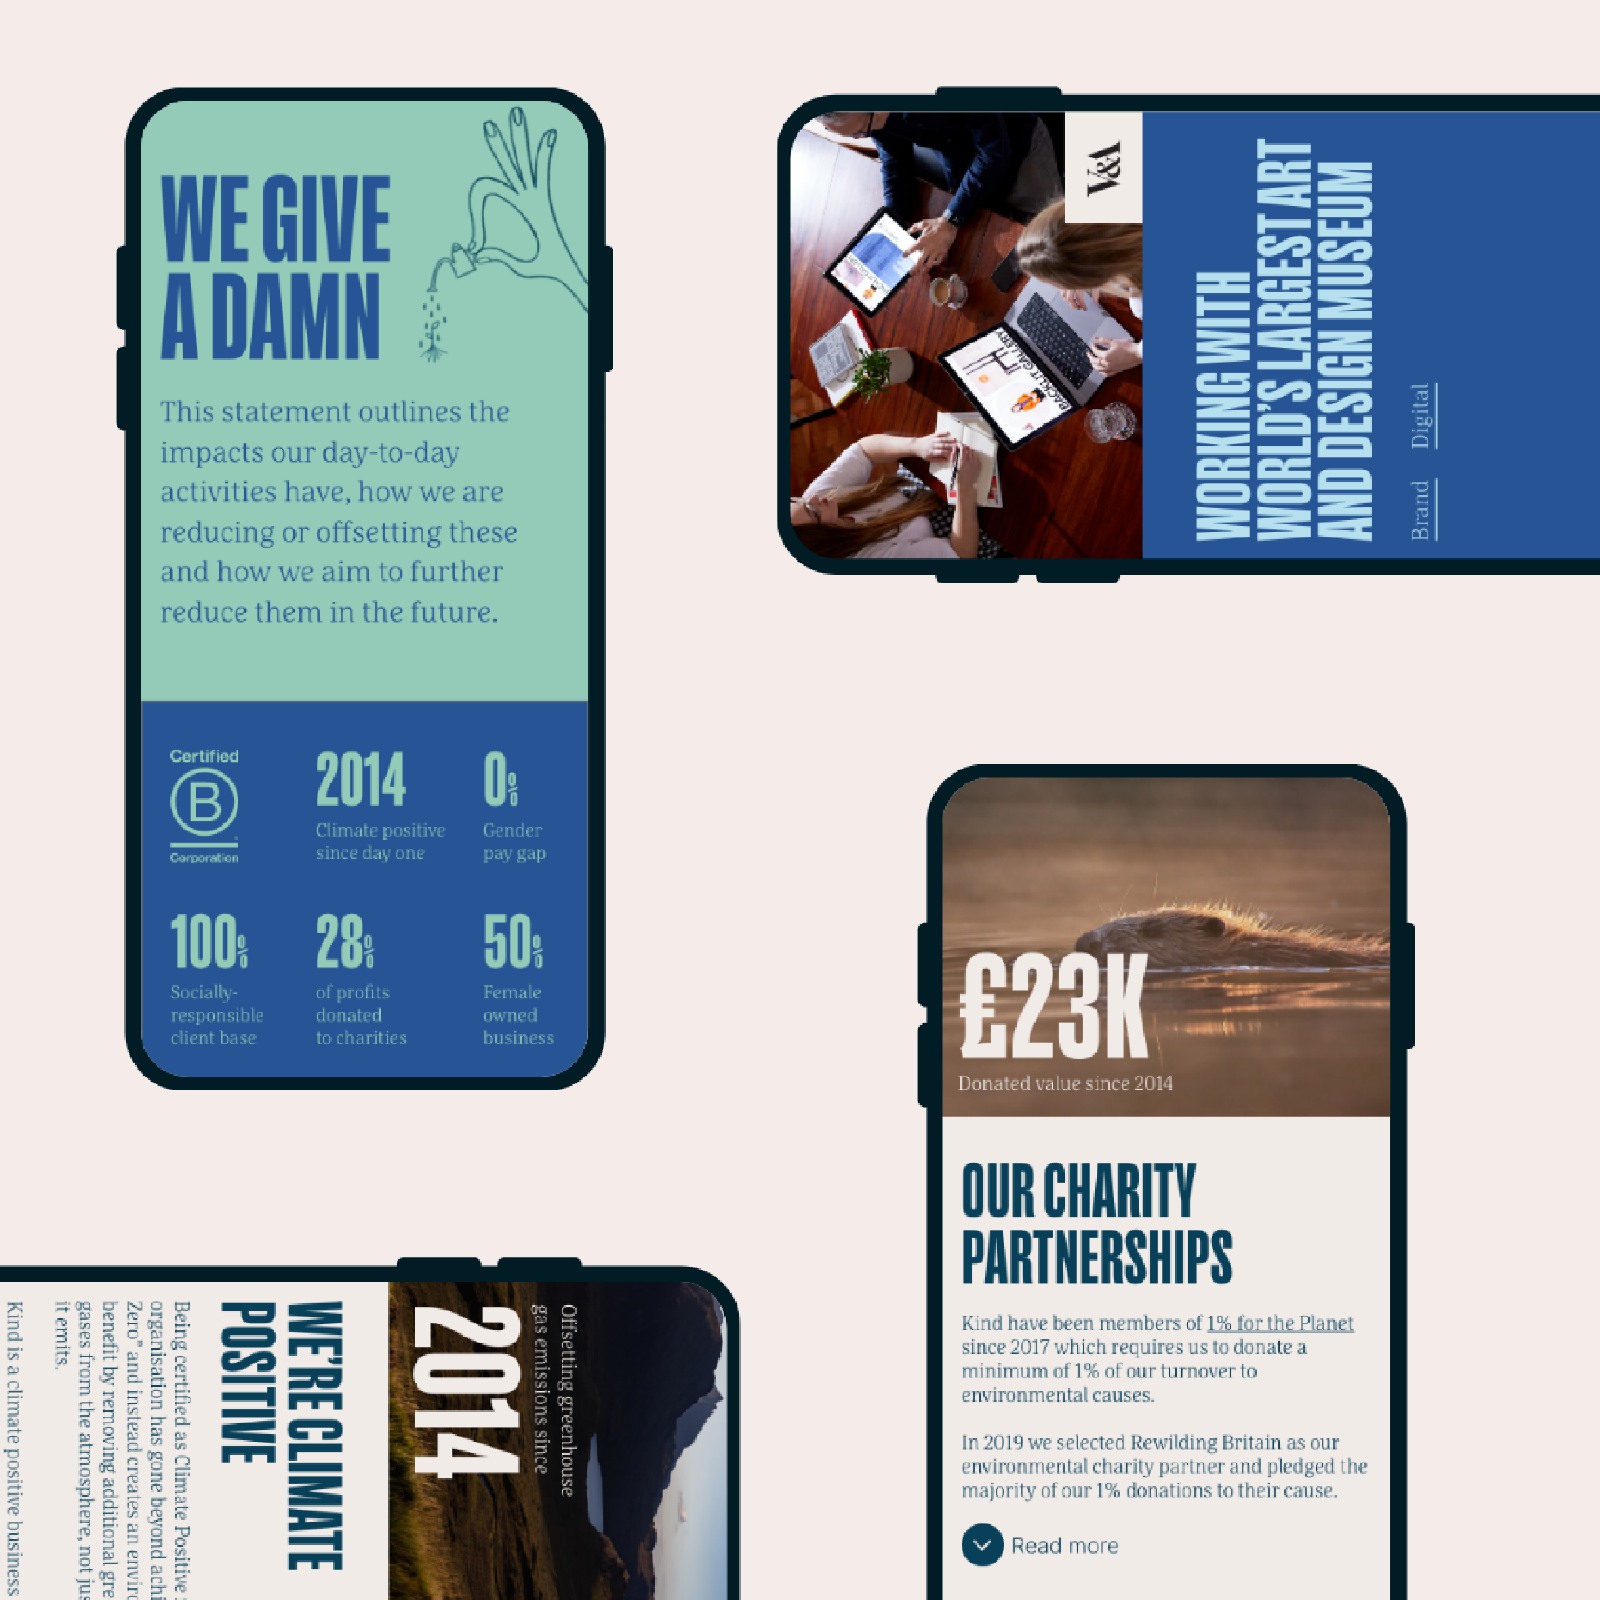 WE GIVE
A DAMN
This statement outlines the
impacts our day-to-day
activities have, how we are
reducing or offsetting these
and how we aim to further
reduce them in the future.
Certified
B
Corporation
2014
Climate positive
since day one
0%
Gender
pay gap
100%
Socially-
responsible
client base
28%
of profits
donated
to charities
50%
Female
owned
business
V&A
WORKING WITH
WORLD'S LARGEST ART
AND DESIGN MUSEUM
Brand Digital
£23K
Donated value since 2014
OUR CHARITY
PARTNERSHIPS
Kind have been members of 1% for the Planet
since 2017 which requires us to donate a
minimum of 1% of our turnover to
environmental causes.
In 2019 we selected Rewilding Britain as our
environmental charity partner and pledged the
majority of our 1% donations to their cause.
Read more
Offsetting greenhouse
gas emissions since
2014
WE'RE CLIMATE
POSITIVE
Being certified as Climate Positive
organisation has gone beyond achi
Zero" and instead creates an enviro
benefit by removing additional gre
gases from the atmosphere, not jus
it emits.
Kind is a climate positive business